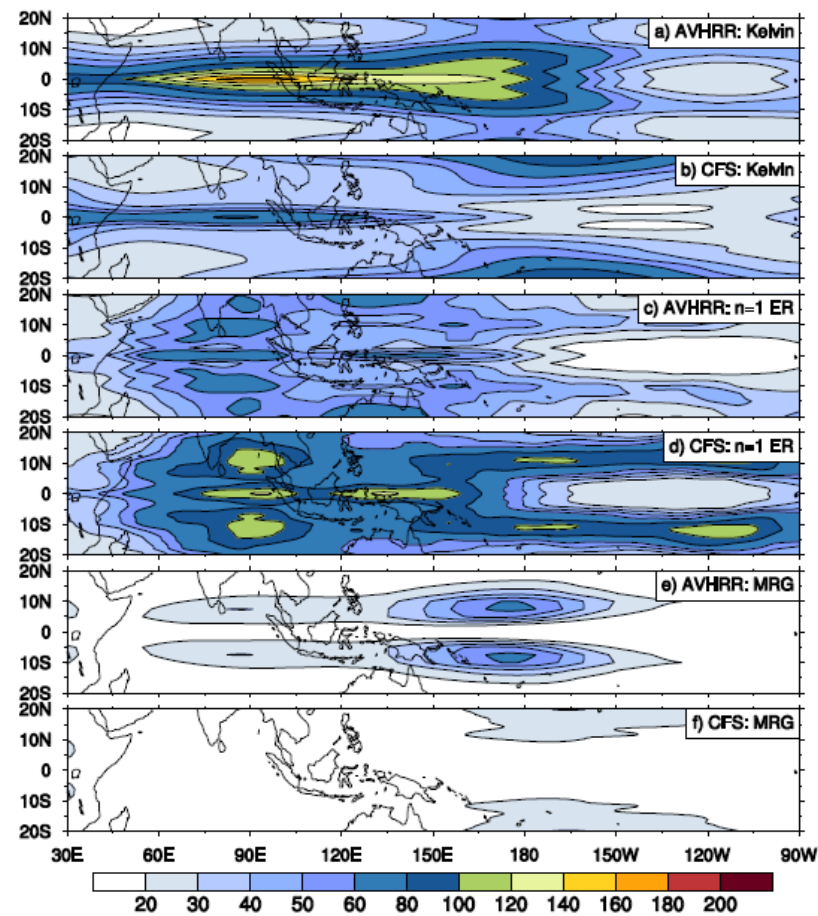 20N
10N
0
10S
20S
a) AVHRR: Kelvin
20N
10N
0
10S
20S
b) CFS: Kelvin
20N
10N
0
10S
20S
c) AVHRR: n=1 ER
20N
10N
0
10S
20S
d) CFS: n=1 ER
20N
10N
0
10S
20S
e) AVHRR: MRG
20N
10N
0
10S
20S
f) CFS: MRG
30E 60E 90E 120E 150E 180 150W 120W 90W
20 30 40 50 60 80 100 120 140 160 180 200